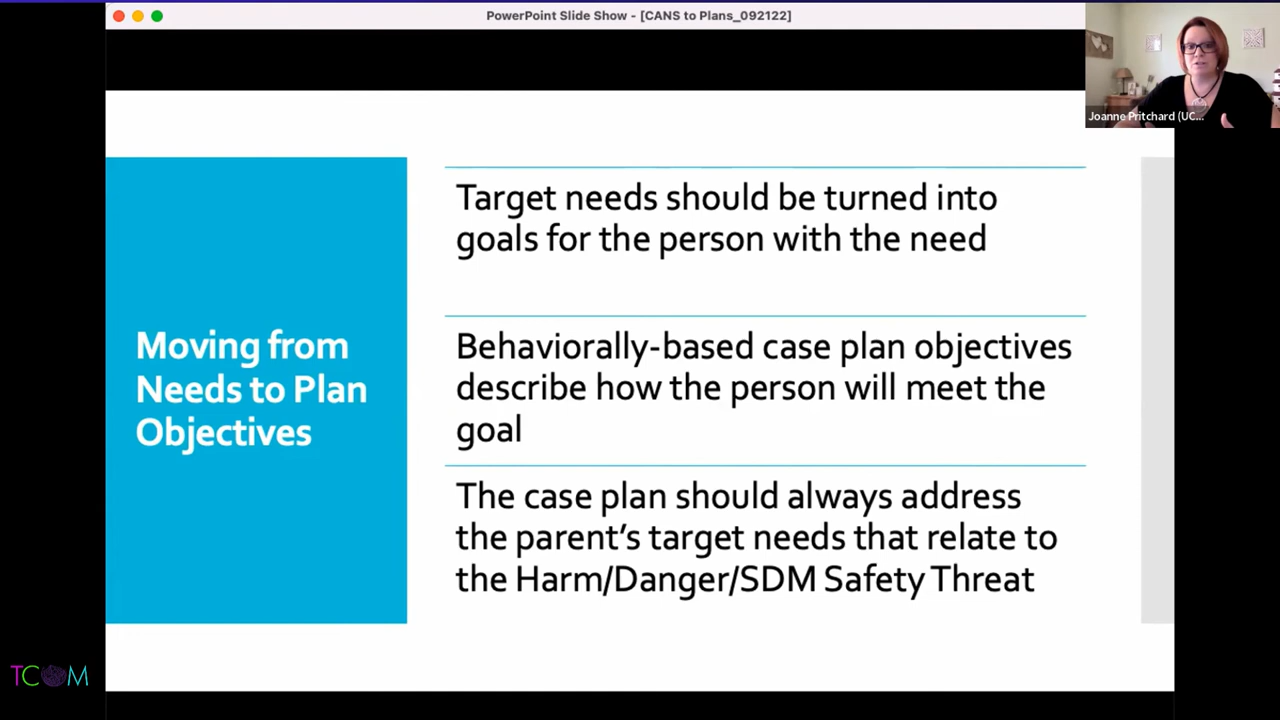 PowerPoint Slide Show - [CANS to Plans_092122]
Joanne Pritchard (UC...
Moving from
Needs to Plan
Objectives
Target needs should be turned into
goals for the person with the need
Behaviorally-based case plan objectives
describe how the person will meet the
goal
The case plan should always address
the parent’s target needs that relate to
the Harm/Danger/SDM Safety Threat
TCOM